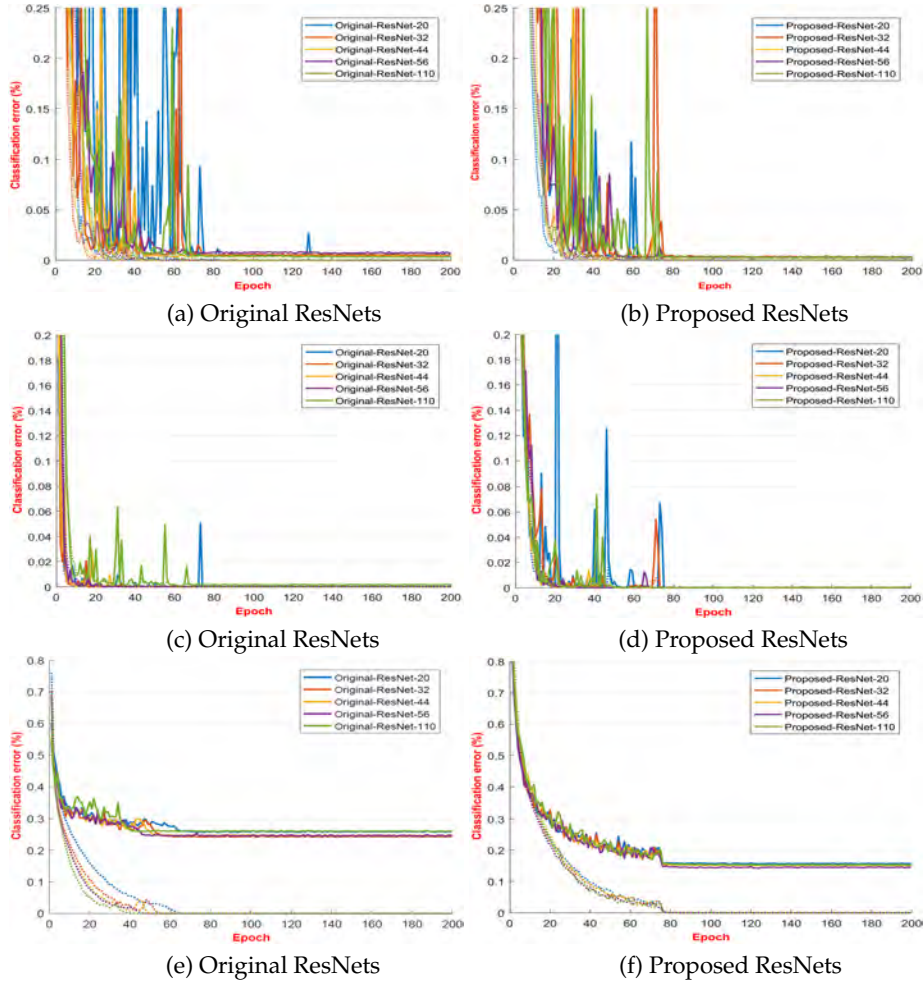 0.25
0.2
0.15
0.1
0.05
0
Classification error (%)
Original-ResNet-20
Original-ResNet-32
Original-ResNet-44
Original-ResNet-56
Original-ResNet-110
0 20 40 60 80 100 120 140 160 180 200
Epoch
(a) Original ResNets
0.25
0.2
0.15
0.1
0.05
0
Classification error (%)
Proposed-ResNet-20
Proposed-ResNet-32
Proposed-ResNet-44
Proposed-ResNet-56
Proposed-ResNet-110
0 20 40 60 80 100 120 140 160 180 200
Epoch
(b) Proposed ResNets
0.2
0.18
0.16
0.14
0.12
0.1
0.08
0.06
0.04
0.02
0
Classification error (%)
Original-ResNet-20
Original-ResNet-32
Original-ResNet-44
Original-ResNet-56
Original-ResNet-110
0 20 40 60 80 100 120 140 160 180 200
Epoch
(c) Original ResNets
0.2
0.18
0.16
0.14
0.12
0.1
0.08
0.06
0.04
0.02
0
Classification error (%)
Proposed-ResNet-20
Proposed-ResNet-32
Proposed-ResNet-44
Proposed-ResNet-56
Proposed-ResNet-110
0 20 40 60 80 100 120 140 160 180 200
Epoch
(d) Proposed ResNets
0.8
0.7
0.6
0.5
0.4
0.3
0.2
0.1
0
Classification error (%)
Original-ResNet-20
Original-ResNet-32
Original-ResNet-44
Original-ResNet-56
Original-ResNet-110
0 20 40 60 80 100 120 140 160 180 200
Epoch
(e) Original ResNets
0.8
0.7
0.6
0.5
0.4
0.3
0.2
0.1
0
Classification error (%)
Proposed-ResNet-20
Proposed-ResNet-32
Proposed-ResNet-44
Proposed-ResNet-56
Proposed-ResNet-110
0 20 40 60 80 100 120 140 160 180 200
Epoch
(f) Proposed ResNets